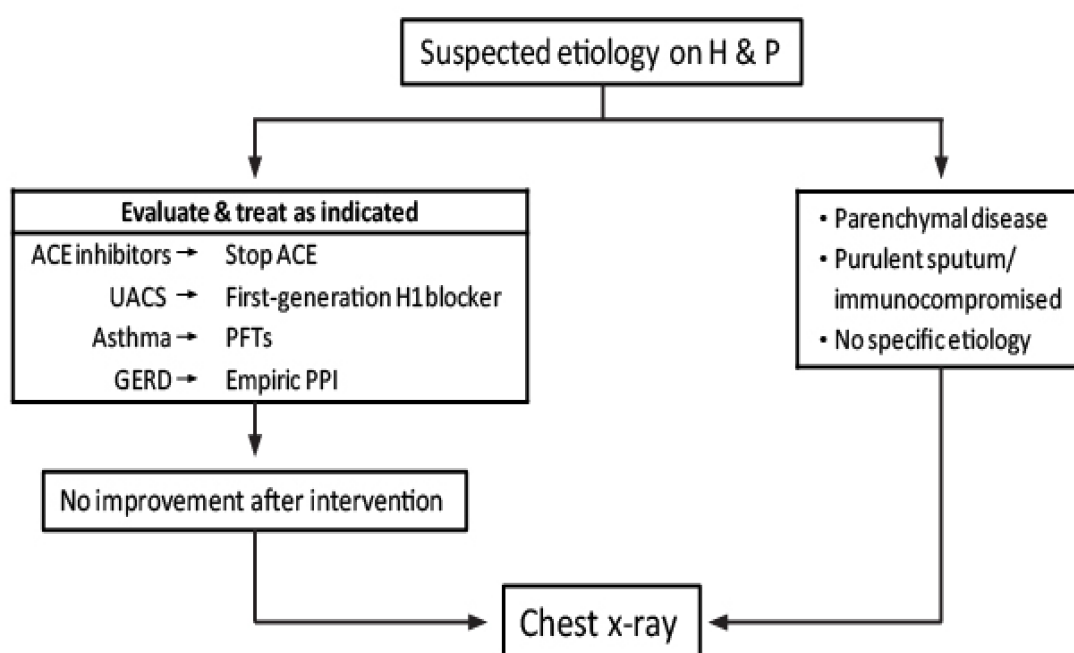 Suspected etiology on H & P
Evaluate & treat as indicated
ACE inhibitors → Stop ACE
UACS → First-generation H1 blocker
Asthma → PFTs
GERD → Empiric PPI
• Parenchymal disease
• Purulent sputum/
immunocompromised
• No specific etiology
No improvement after intervention
Chest x-ray